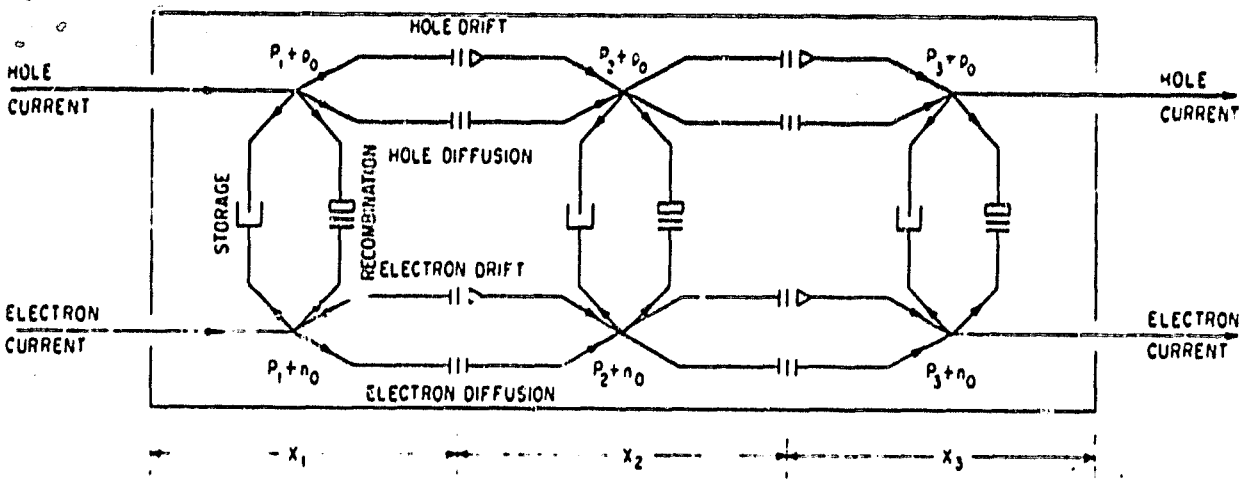 HOLE DRIFT
P₁+p₀
P₂+p₀
P₃+p₀
HOLE
CURRENT
HOLE
CURRENT
HOLE DIFFUSION
STORAGE
RECOMBINATION
ELECTRON DRIFT
ELECTRON
CURRENT
ELECTRON
CURRENT
P₁+n₀
P₂+n₀
P₃+n₀
ELECTRON DIFFUSION
X₁
X₂
X₃